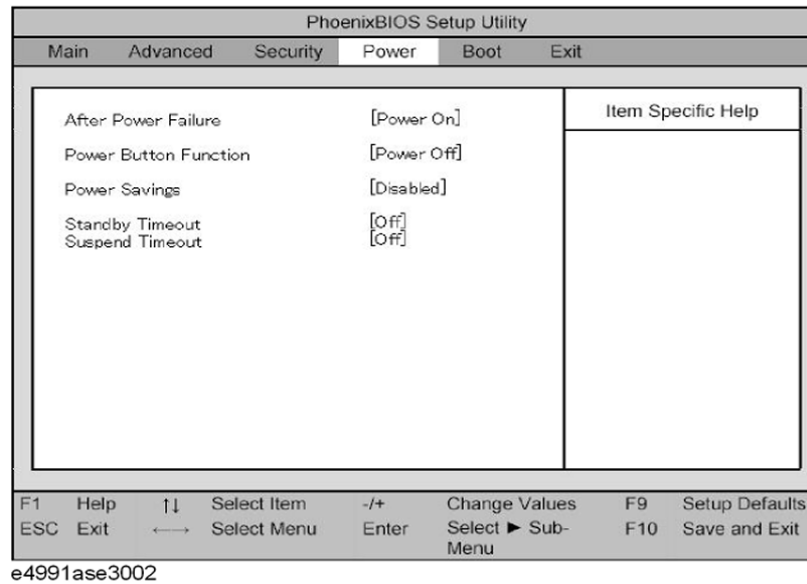 PhoenixBIOS Setup Utility
Main Advanced Security Power Boot Exit
After Power Failure [Power On]
Power Button Function [Power Off]
Power Savings [Disabled]
Standby Timeout [Off]
Suspend Timeout [Off]
Item Specific Help
F1 Help ↑↓ Select Item -/+ Change Values F9 Setup Defaults
ESC Exit ←→ Select Menu Enter Select ► Sub-
Menu F10 Save and Exit
e4991ase3002